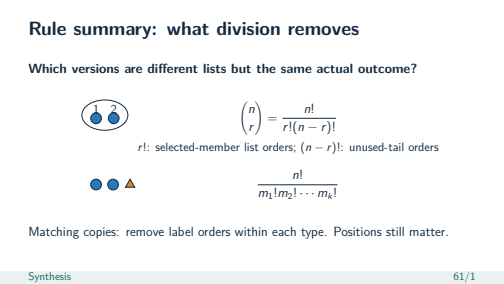 Rule summary: what division removes
Which versions are different lists but the same actual outcome?
1 2
(n r) = n! / r!(n − r)!
r!: selected-member list orders; (n − r)!: unused-tail orders
n! / m₁!m₂! · · · mₖ!
Matching copies: remove label orders within each type. Positions still matter.
Synthesis 61/1